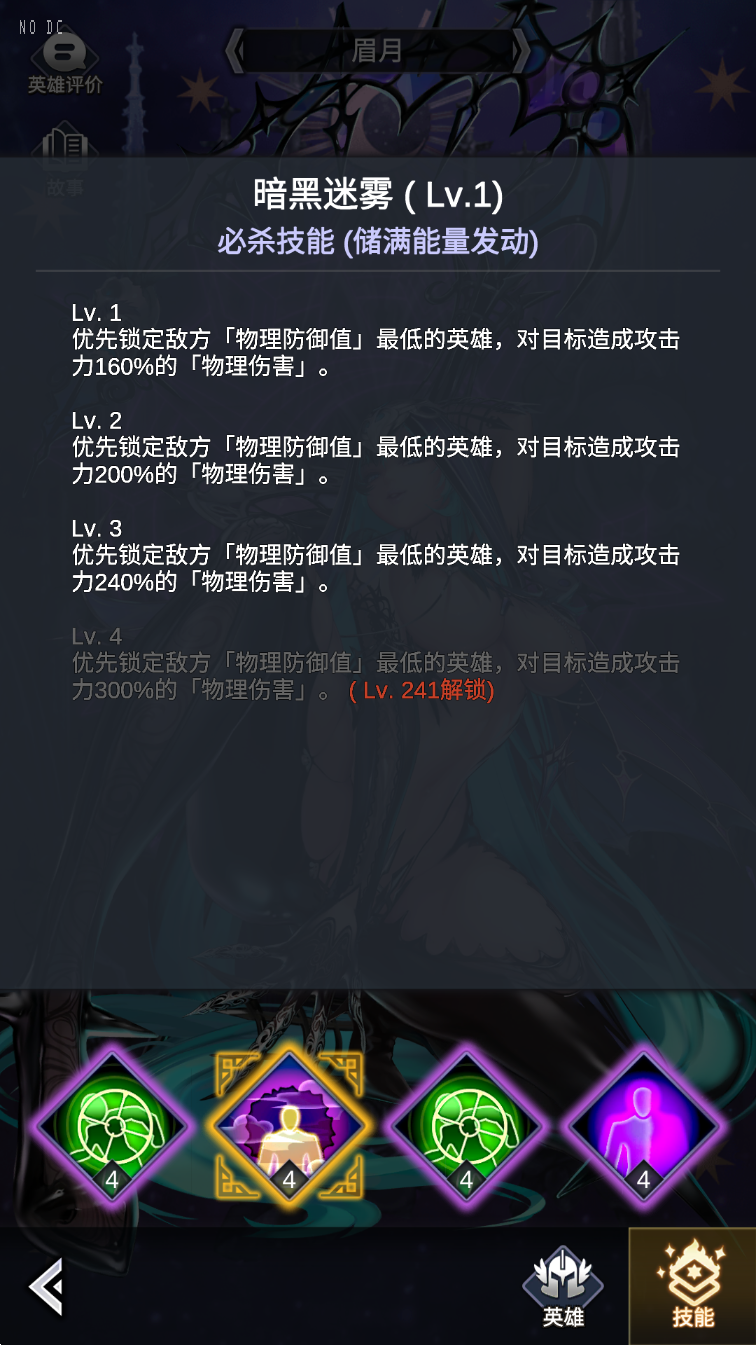 NO DC
英雄评价
眉月
故事
暗黑迷雾 ( Lv.1)
必杀技能 (储满能量发动)
Lv. 1
优先锁定敌方「物理防御值」最低的英雄，对目标造成攻击
力160%的「物理伤害」。
Lv. 2
优先锁定敌方「物理防御值」最低的英雄，对目标造成攻击
力200%的「物理伤害」。
Lv. 3
优先锁定敌方「物理防御值」最低的英雄，对目标造成攻击
力240%的「物理伤害」。
Lv. 4
优先锁定敌方「物理防御值」最低的英雄，对目标造成攻击
力300%的「物理伤害」。 ( Lv. 241解锁)
4
4
4
4
英雄
技能